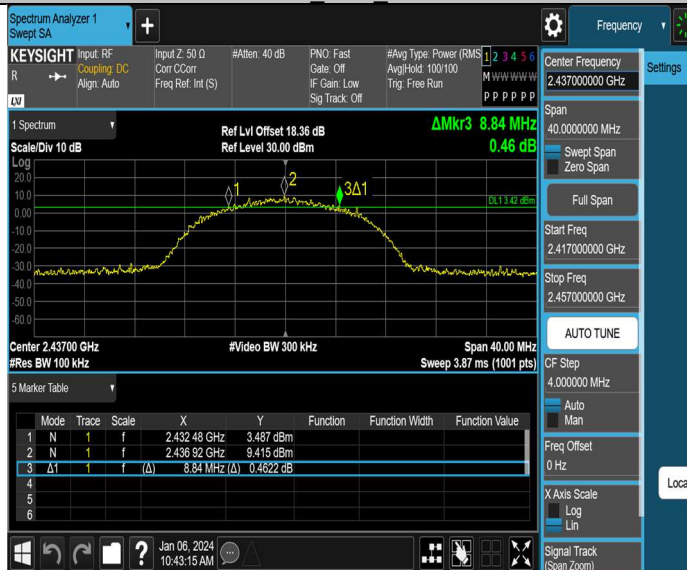 Spectrum Analyzer 1
Swept SA
+
Frequency
KEYSIGHT
R
LXI
Input: RF
Coupling: DC
Align: Auto
Input Z: 50 Ω
Corr CCorr
Freq Ref: Int (S)
#Atten: 40 dB
PNO: Fast
Gate: Off
IF Gain: Low
Sig Track: Off
#Avg Type: Power (RMS
Avg|Hold: 100/100
Trig: Free Run
1 2 3 4 5 6
M W W W W W
P P P P P P
1 Spectrum
Scale/Div 10 dB
Ref Lvl Offset 18.36 dB
Ref Level 30.00 dBm
ΔMkr3 8.84 MHz
0.46 dB
Log
20.0
10.0
0.00
-10.0
-20.0
-30.0
-40.0
-50.0
-60.0
1
2
3Δ1
DL1 3.42 dBm
Center 2.43700 GHz
#Res BW 100 kHz
#Video BW 300 kHz
Span 40.00 MHz
Sweep 3.87 ms (1001 pts)
5 Marker Table
Mode Trace Scale X Y Function Function Width Function Value
1 N 1 f 2.432 48 GHz 3.487 dBm
2 N 1 f 2.436 92 GHz 9.415 dBm
3 Δ1 1 f (Δ) 8.84 MHz (Δ) 0.4622 dB
4
5
6
?
Jan 06, 2024
10:43:15 AM
Center Frequency
2.437000000 GHz
Span
40.0000000 MHz
Swept Span
Zero Span
Full Span
Start Freq
2.417000000 GHz
Stop Freq
2.457000000 GHz
AUTO TUNE
CF Step
4.000000 MHz
Auto
Man
Freq Offset
0 Hz
X Axis Scale
Log
Lin
Signal Track
(Span Zoom)
Settings
Loca